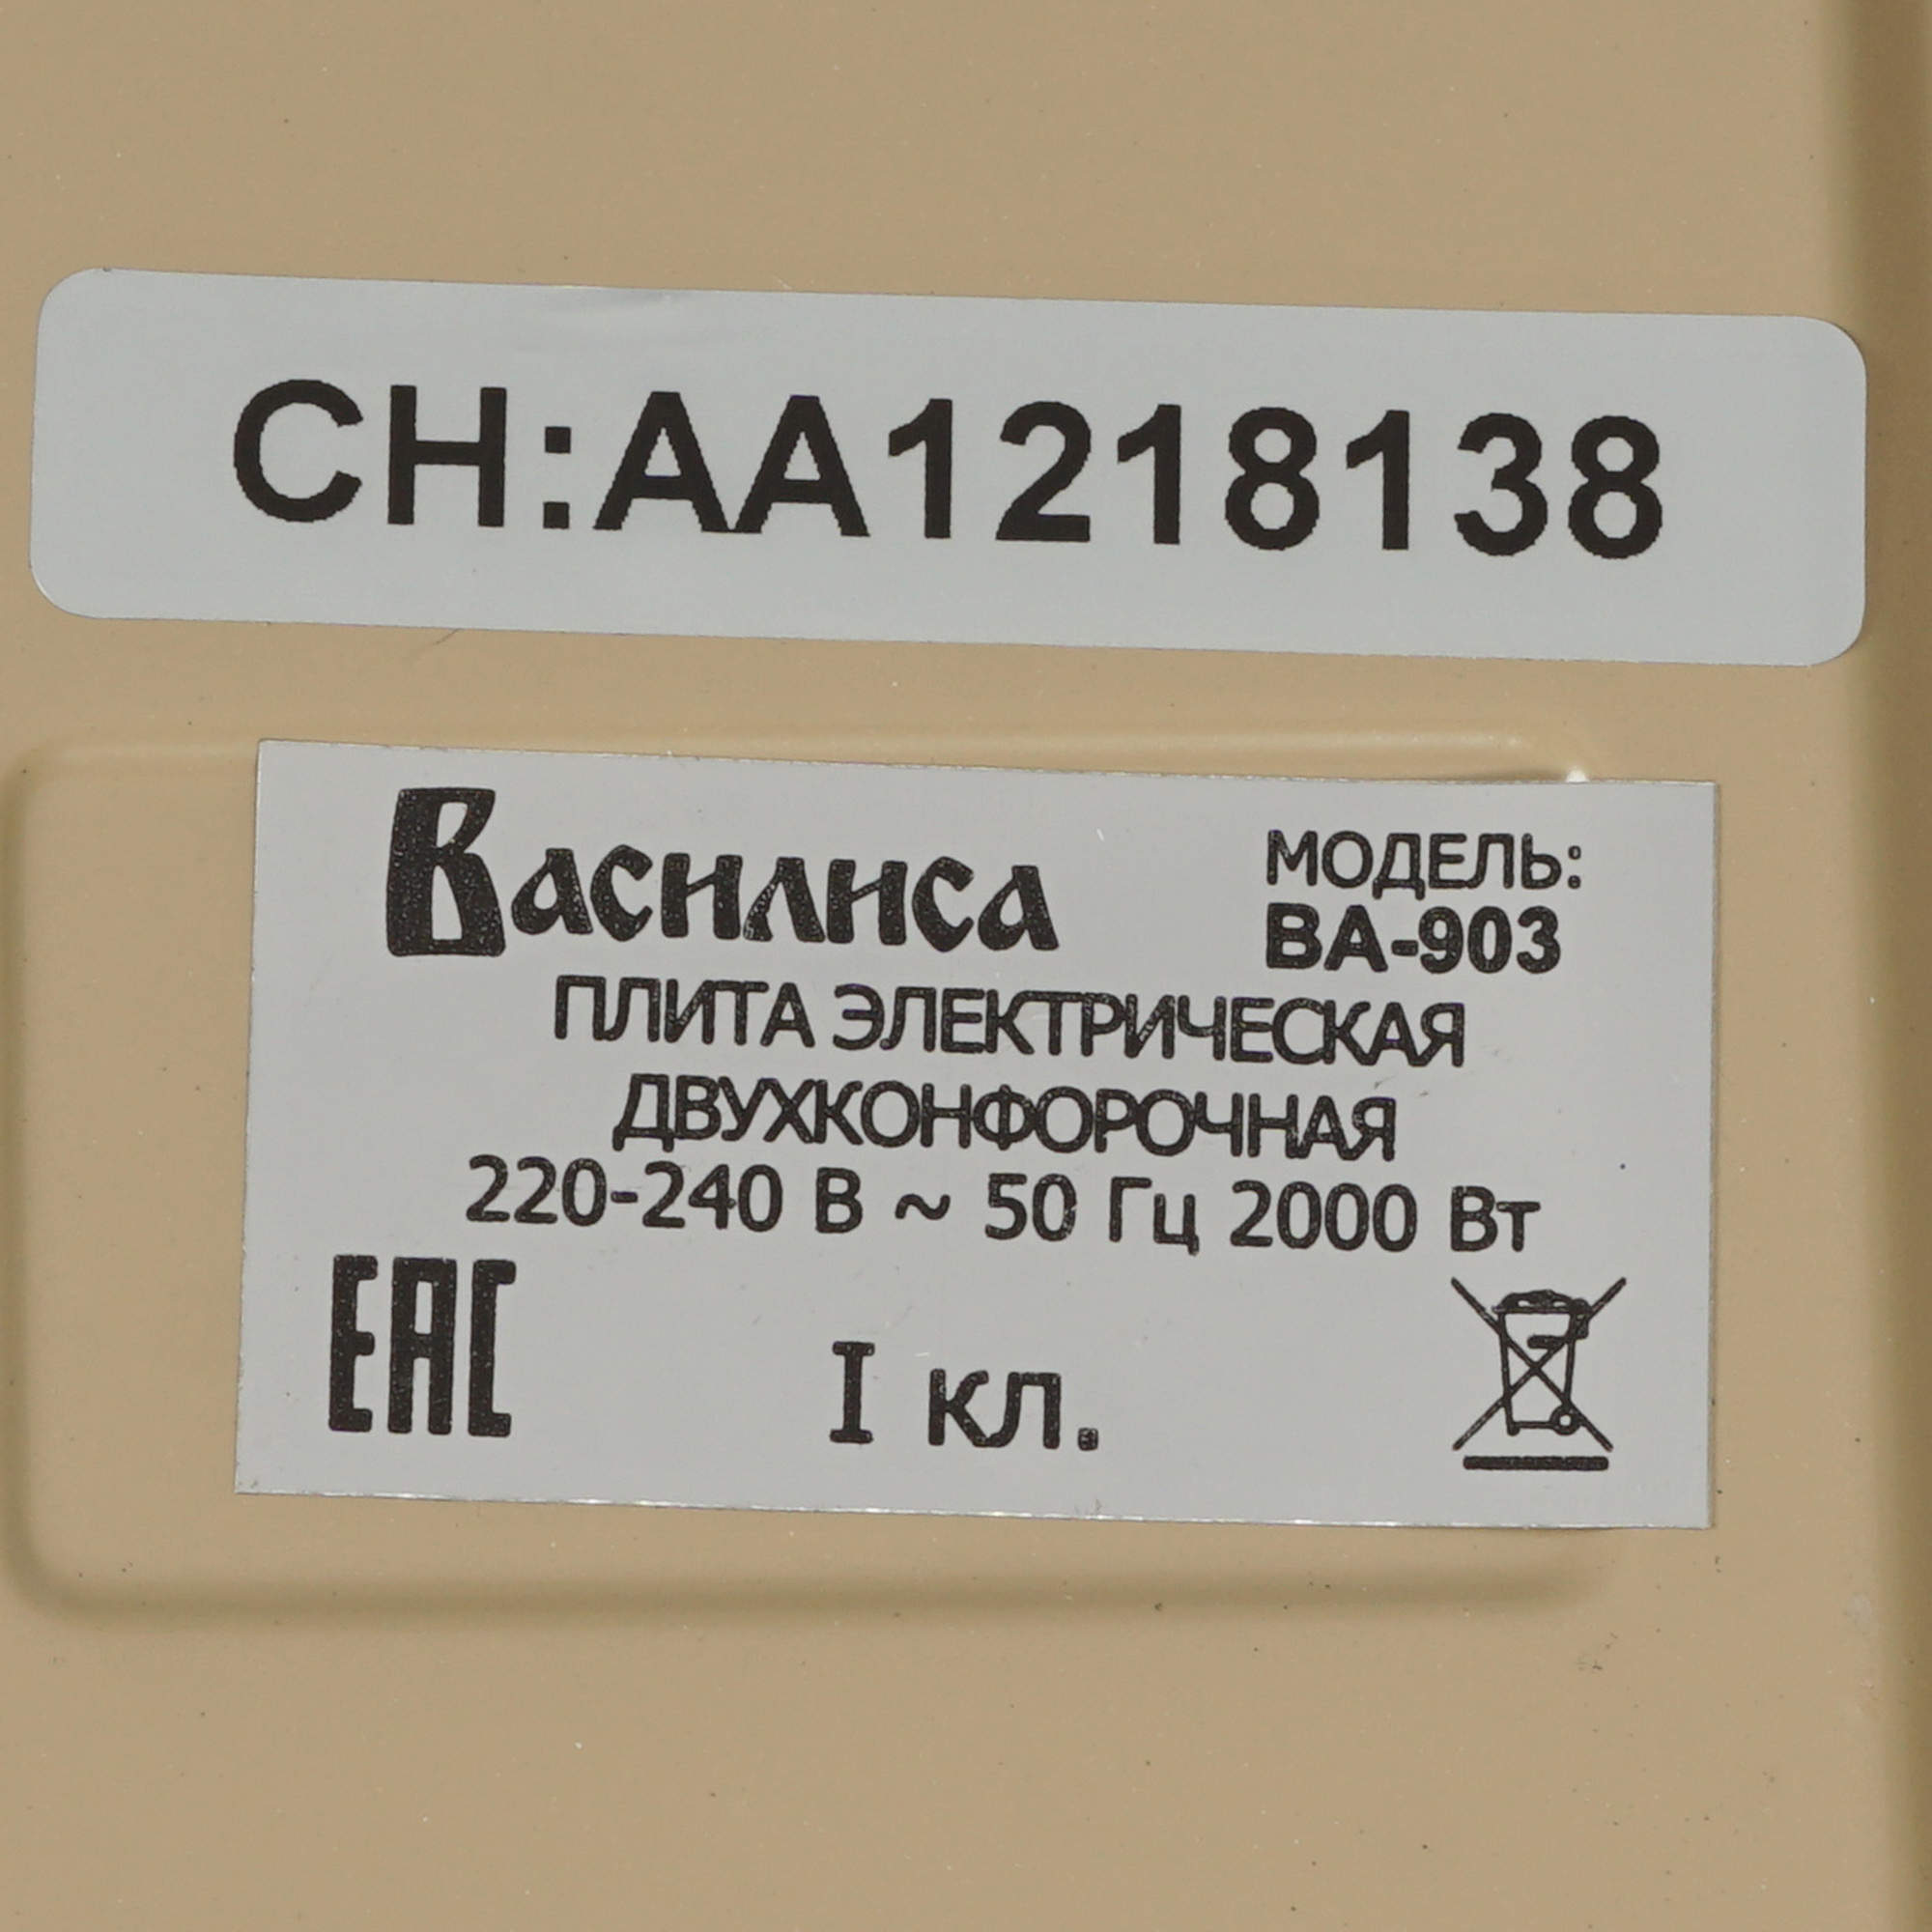 СН:АА1218138
Василиса
МОДЕЛЬ:
ВА-903
ПЛИТА ЭЛЕКТРИЧЕСКАЯ
ДВУХКОНФОРОЧНАЯ
220-240 В ~ 50 Гц 2000 Вт
ЕАС
I кл.